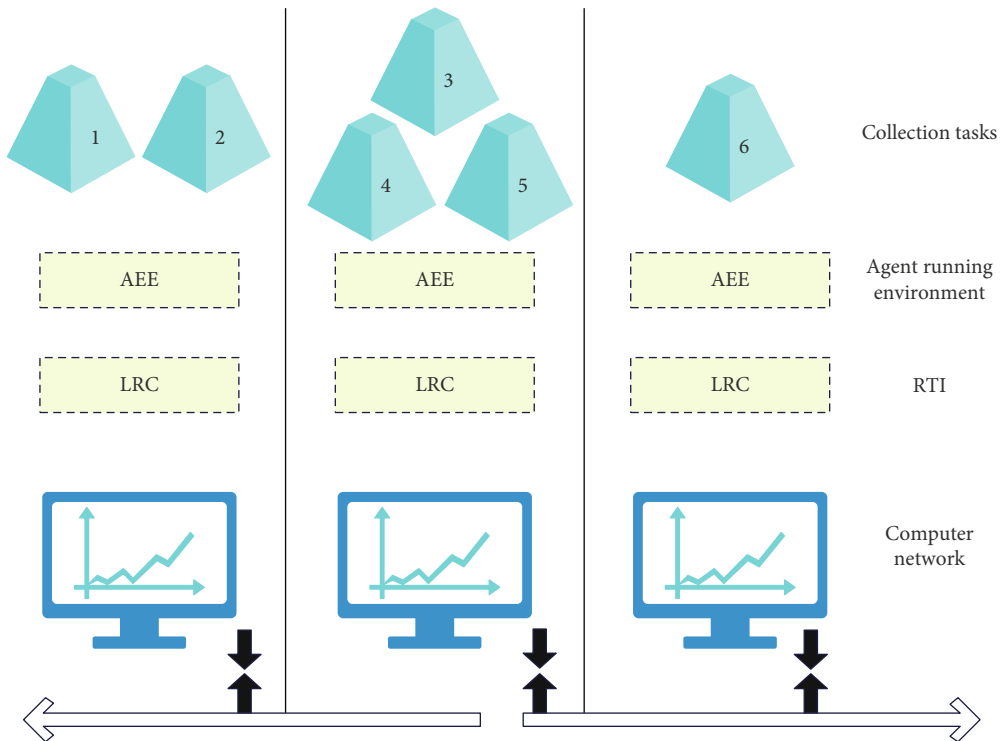 3
1
2
4
5
6
Collection tasks
AEE
AEE
AEE
Agent running
environment
LRC
LRC
LRC
RTI
Computer
network